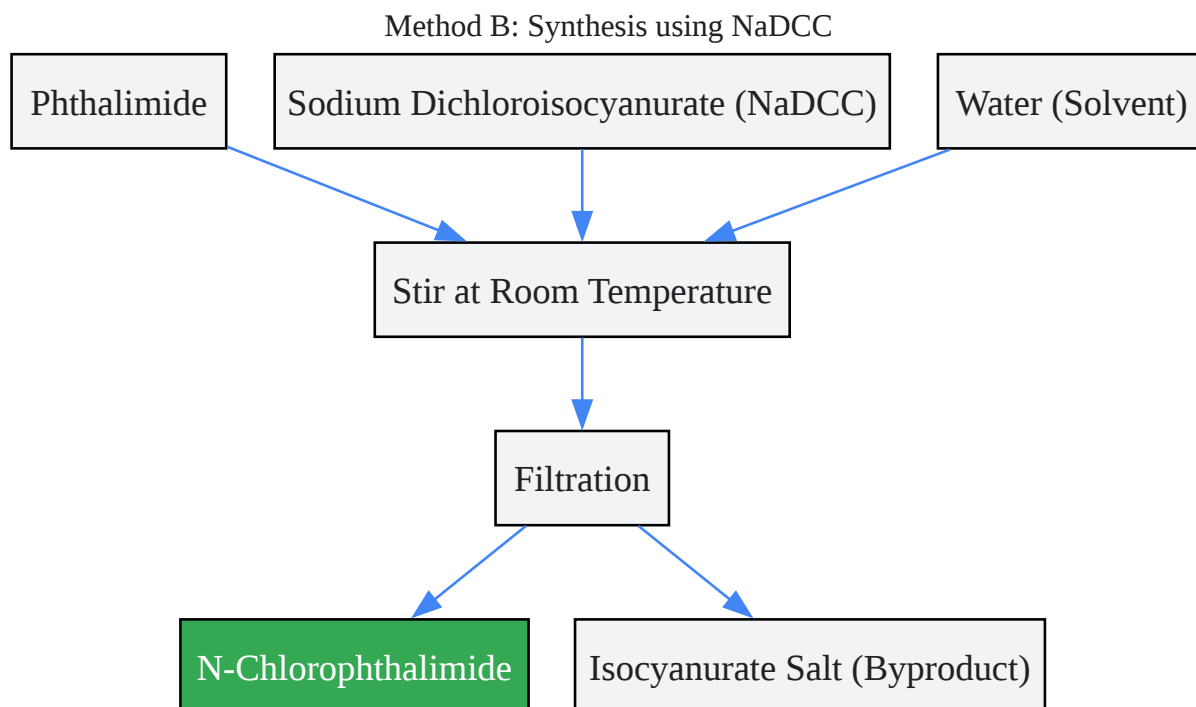 Method B: Synthesis using NaDCC
Phthalimide
Sodium Dichloroisocyanurate (NaDCC)
Water (Solvent)
Stir at Room Temperature
Filtration
N-Chlorophthalimide
Isocyanurate Salt (Byproduct)